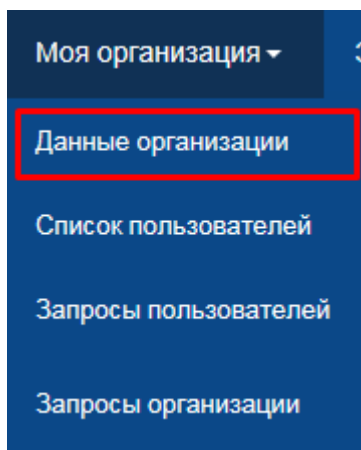 Моя организация
Данные организации
Список пользователей
Запросы пользователей
Запросы организации